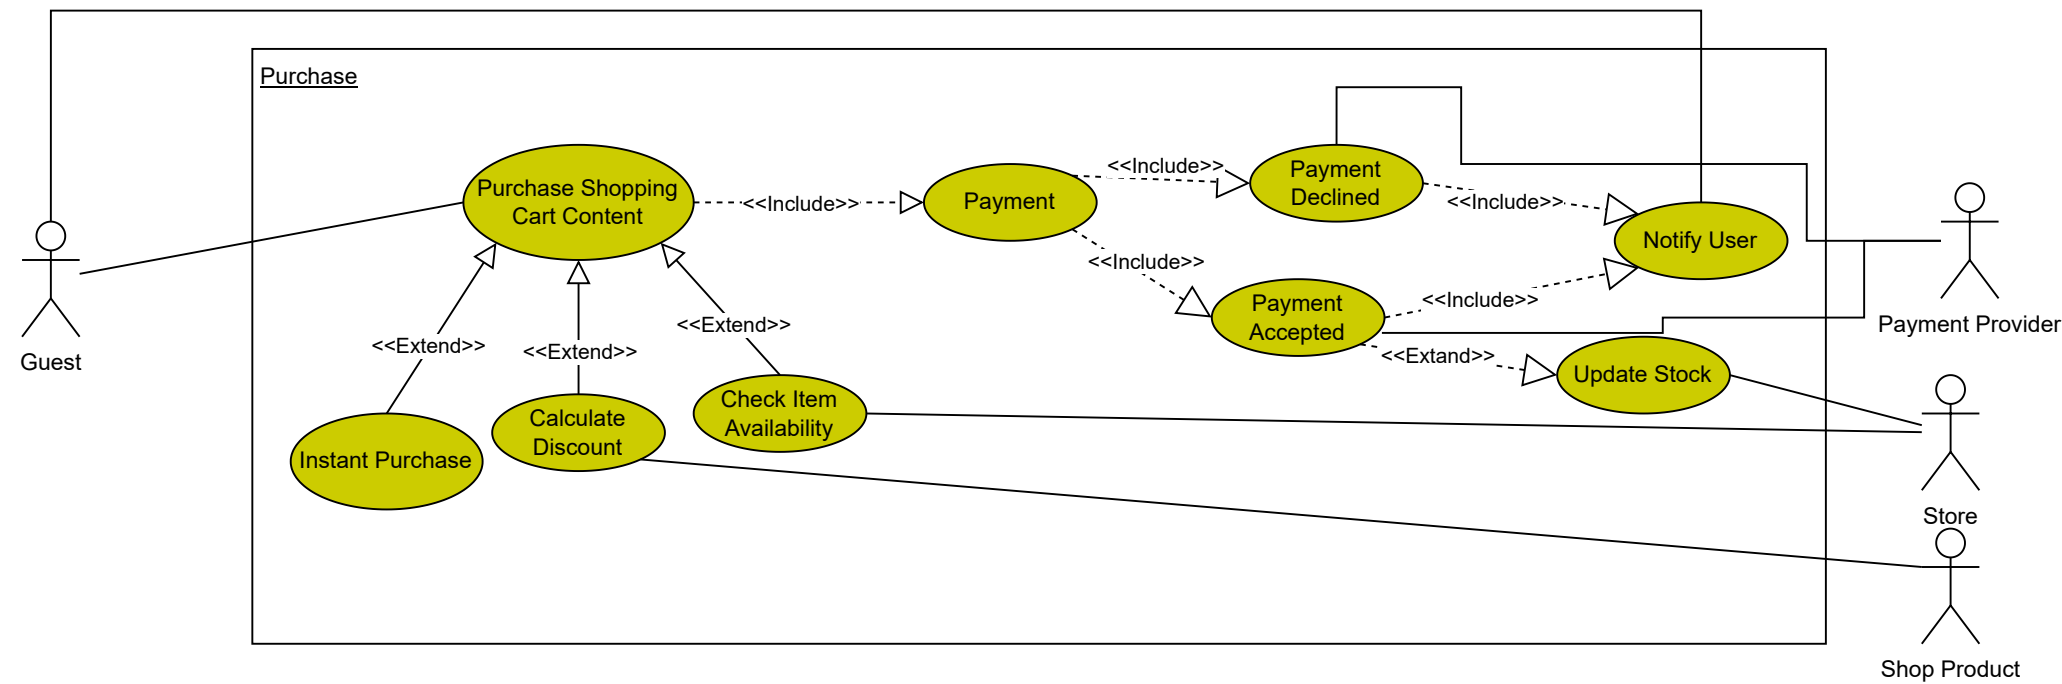 Purchase
Purchase Shopping
Cart Content
<<Include>>
Payment
<<Include>>
Payment
Declined
<<Include>>
Notify User
<<Include>>
Payment
Accepted
<<Include>>
<<Extand>>
Update Stock
<<Extend>>
<<Extend>>
<<Extend>>
Instant Purchase
Calculate
Discount
Check Item
Availability
Guest
Payment Provider
Store
Shop Product